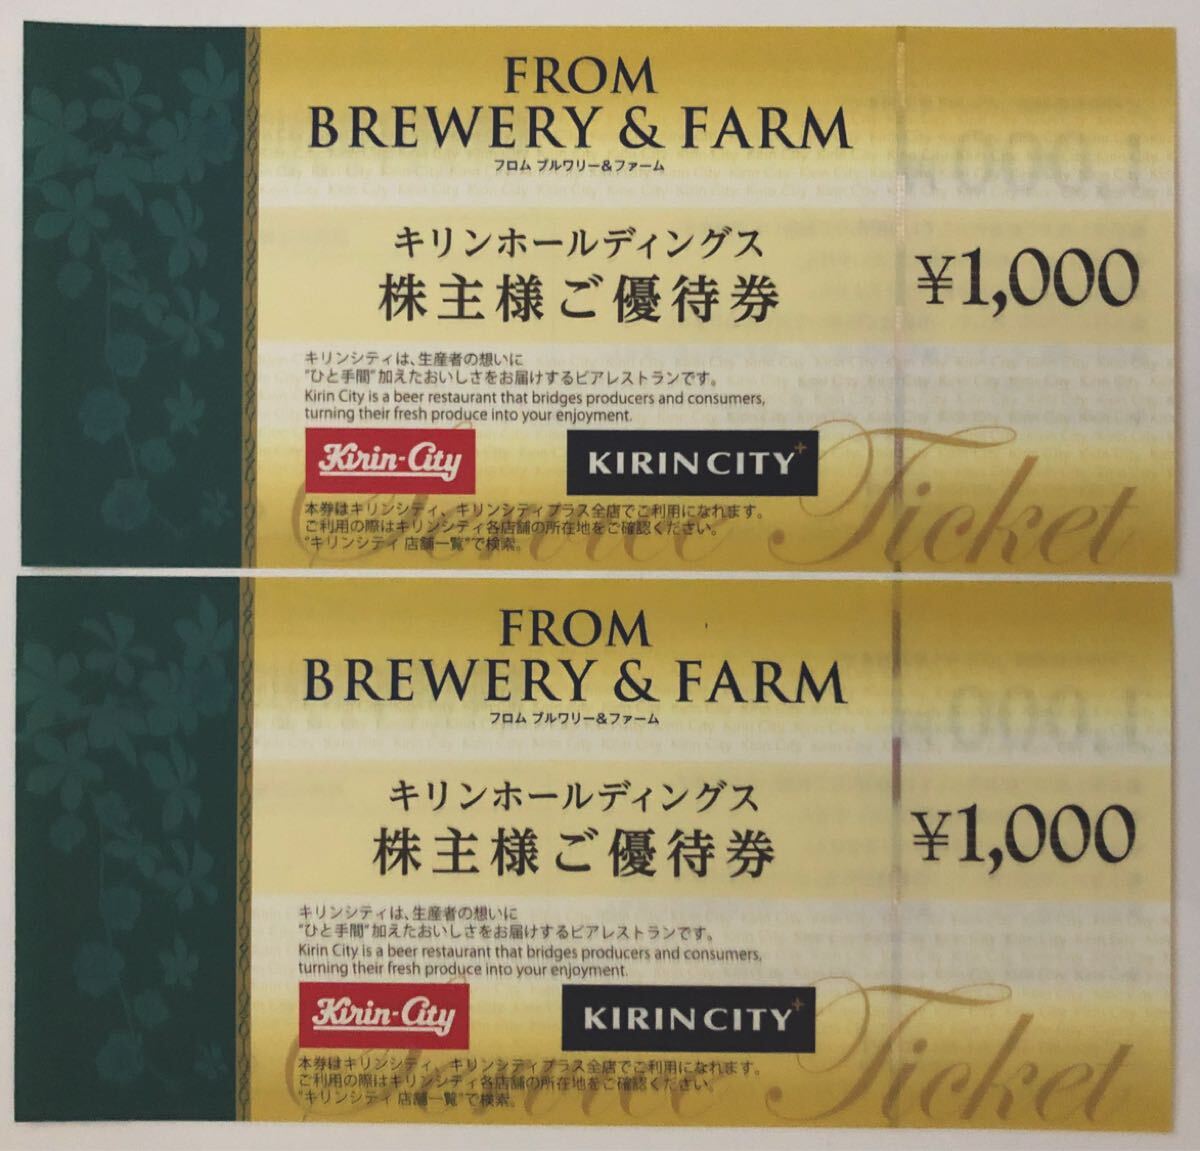 FROM
BREWERY & FARM
フロム ブルワリー&ファーム
キリンホールディングス
株主様ご優待券
¥1,000
キリンシティは、生産者の想いに
"ひと手間"加えたおいしさをお届けするビアレストランです。
Kirin City is a beer restaurant that bridges producers and consumers,
turning their fresh produce into your enjoyment.
Kirin-City
KIRINCITY+
本券はキリンシティ、キリンシティプラス全店でご利用になれます。
ご利用の際はキリンシティ各店舗の所在地をご確認ください。
"キリンシティ 店舗一覧"で検索。
Ticket
FROM
BREWERY & FARM
フロム ブルワリー&ファーム
キリンホールディングス
株主様ご優待券
¥1,000
キリンシティは、生産者の想いに
"ひと手間"加えたおいしさをお届けするビアレストランです。
Kirin City is a beer restaurant that bridges producers and consumers,
turning their fresh produce into your enjoyment.
Kirin-City
KIRINCITY+
本券はキリンシティ、キリンシティプラス全店でご利用になれます。
ご利用の際はキリンシティ各店舗の所在地をご確認ください。
"キリンシティ 店舗一覧"で検索。
Ticket